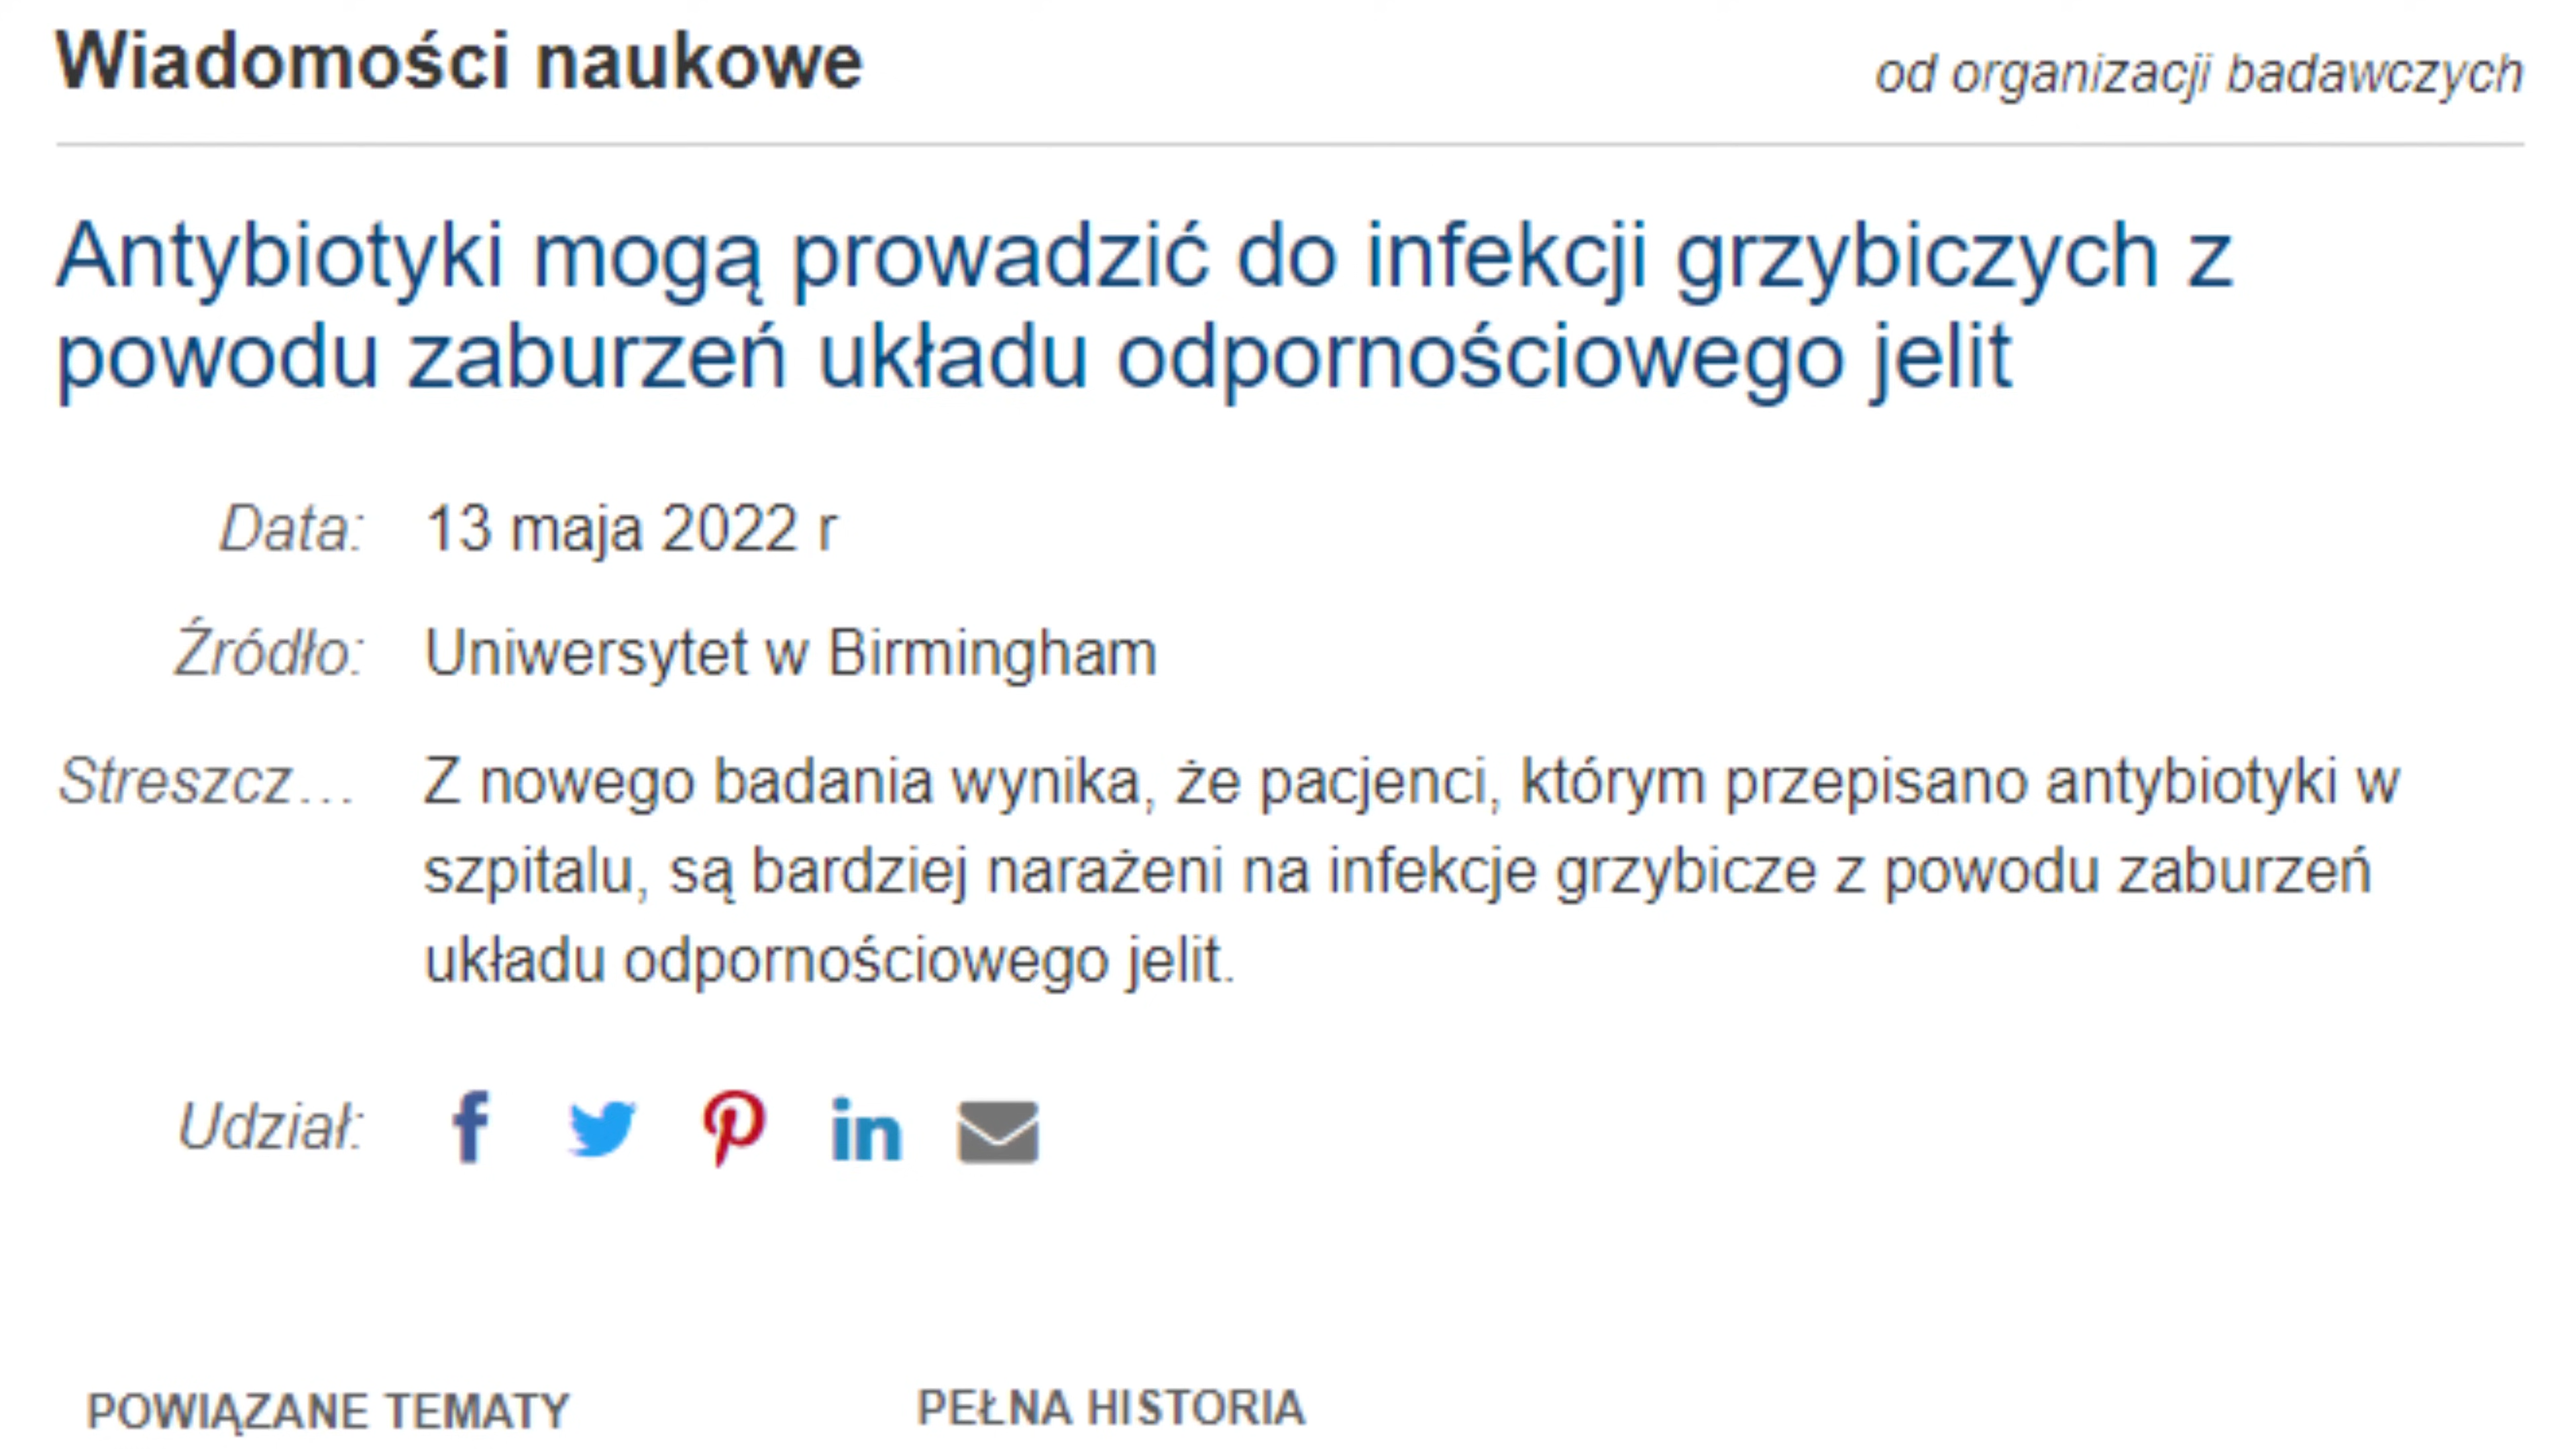 Wiadomości naukowe
od organizacji badawczych
Antybiotyki mogą prowadzić do infekcji grzybiczych z
powodu zaburzeń układu odpornościowego jelit
Data: 13 maja 2022 r
Źródło: Uniwersytet w Birmingham
Streszcz... Z nowego badania wynika, że pacjenci, którym przepisano antybiotyki w
szpitalu, są bardziej narażeni na infekcje grzybicze z powodu zaburzeń
układu odpornościowego jelit.
Udział:
POWIĄZANE TEMATY
PEŁNA HISTORIA